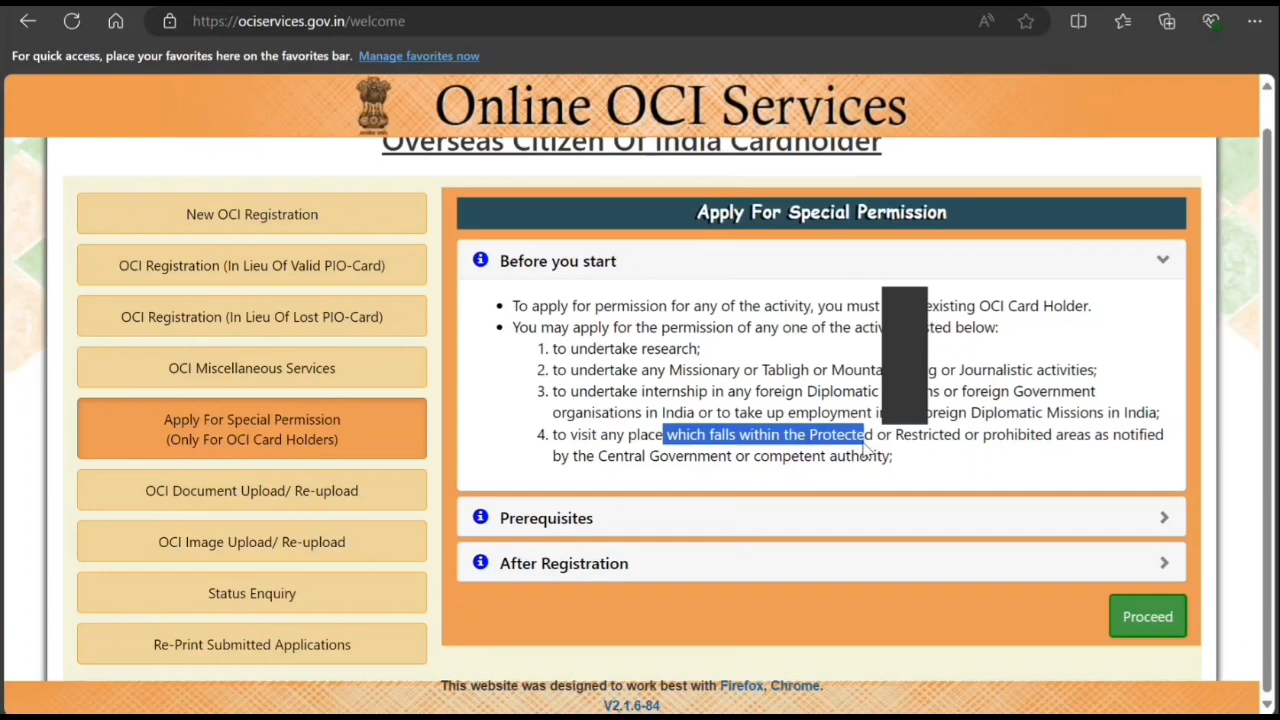 https://ociservices.gov.in/welcome
For quick access, place your favorites here on the favorites bar. Manage favorites now
Online OCI Services
Overseas Citizen Of India Cardholder
New OCI Registration
OCI Registration (In Lieu Of Valid PIO-Card)
OCI Registration (In Lieu Of Lost PIO-Card)
OCI Miscellaneous Services
Apply For Special Permission
(Only For OCI Card Holders)
OCI Document Upload/ Re-upload
OCI Image Upload/ Re-upload
Status Enquiry
Re-Print Submitted Applications
Apply For Special Permission
Before you start
• To apply for permission for any of the activity, you must existing OCI Card Holder.
• You may apply for the permission of any one of the below:
1. to undertake research;
2. to undertake any Missionary or Tabligh or or Journalistic activities;
3. to undertake internship in any foreign Diplomatic or foreign Government
organisations in India or to take up employment Diplomatic Missions in India;
4. to visit any place which falls within the Protected or Restricted or prohibited areas as notified
by the Central Government or competent authority;
Prerequisites
After Registration
Proceed
This website was designed to work best with Firefox, Chrome.
V2.1.6-84